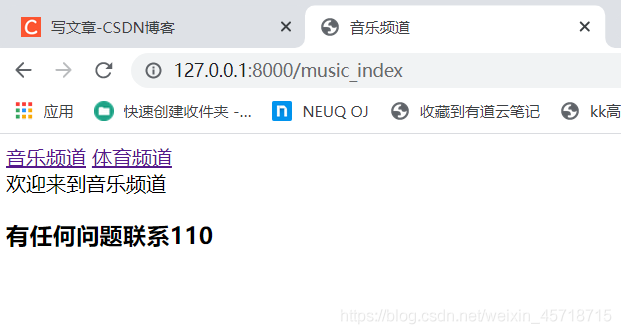 C 写文章-CSDN博客 × 音乐频道 ×
127.0.0.1:8000/music_index
应用 快速创建收件夹 -... n NEUQ OJ 收藏到有道云笔记 kk高
音乐频道 体育频道
欢迎来到音乐频道
有任何问题联系110
https://blog.csdn.net/weixin_45718715